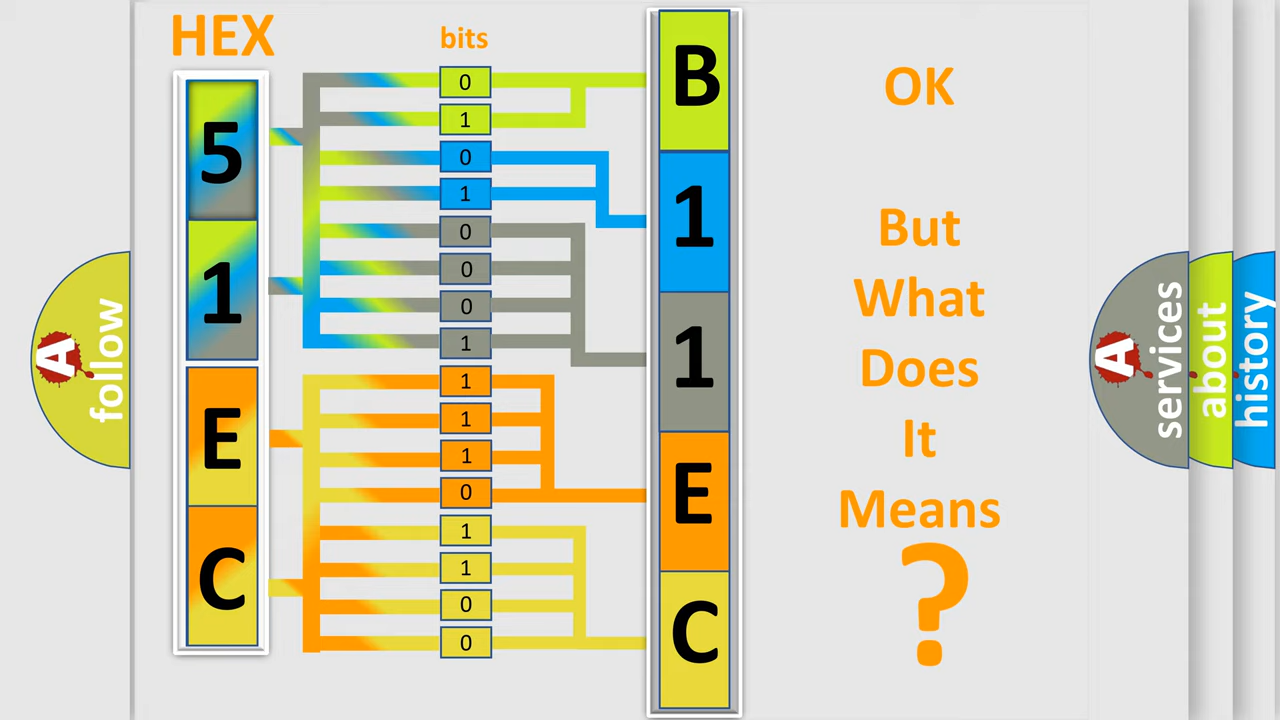 HEX
bits
5
1
E
C
0
1
0
1
0
0
0
1
1
1
1
0
1
1
0
0
B
1
1
E
C
OK
But
What
Does
It
Means
?
A
follow
A
services
about
history